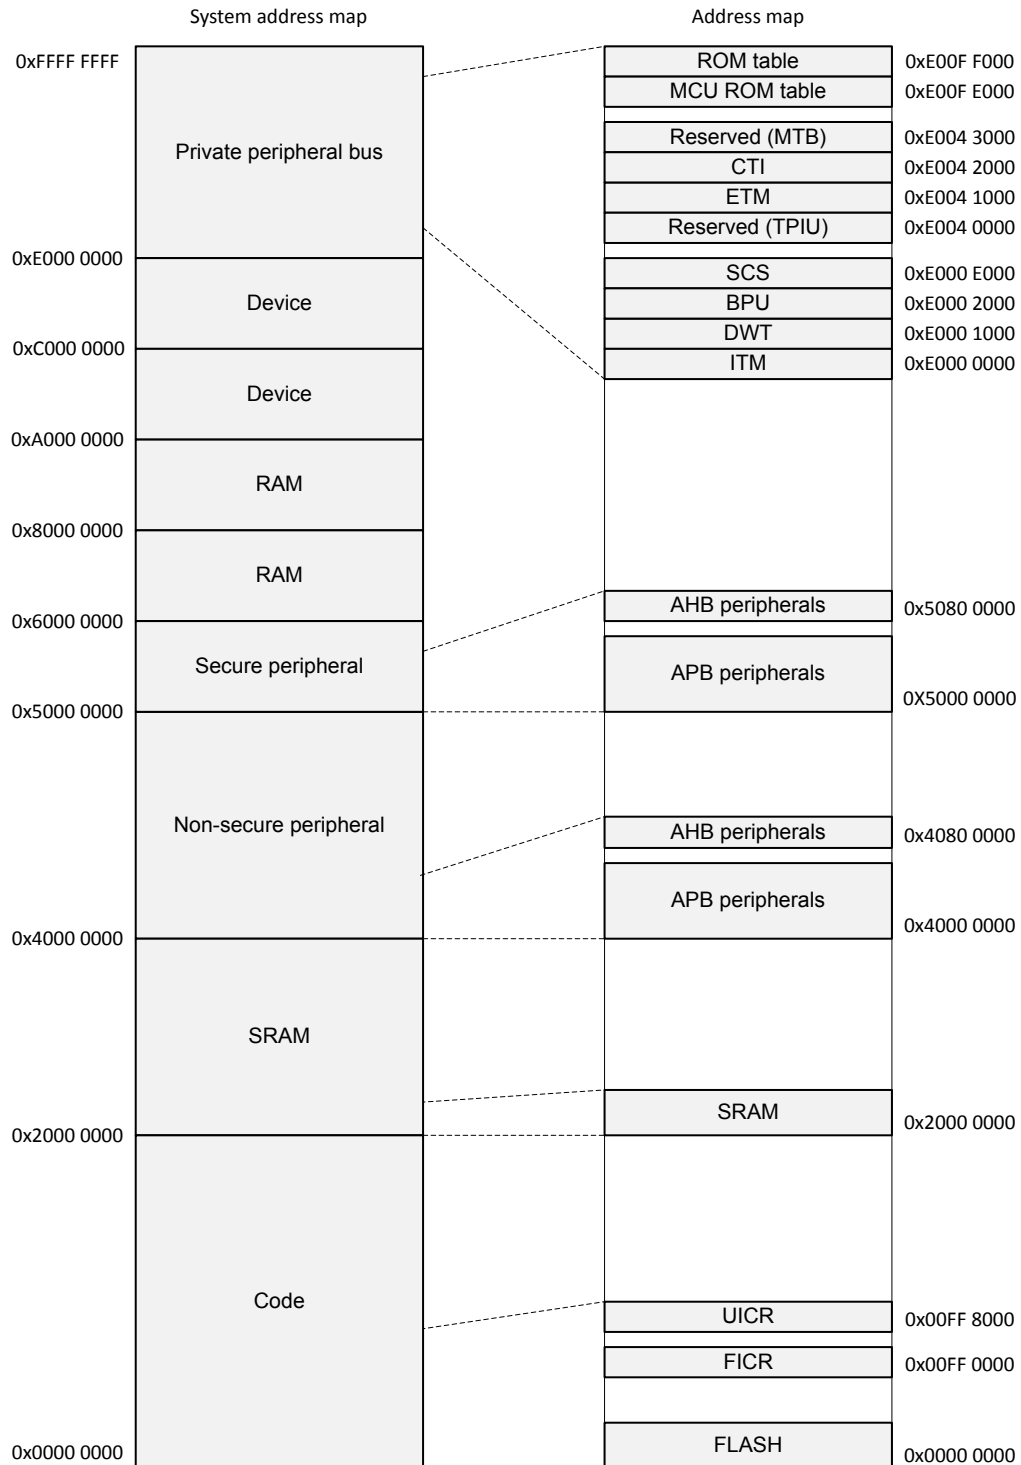 System address map
Address map
0xFFFF FFFF
Private peripheral bus
0xE000 0000
Device
0xC000 0000
Device
0xA000 0000
RAM
0x8000 0000
RAM
0x6000 0000
Secure peripheral
0x5000 0000
Non-secure peripheral
0x4000 0000
SRAM
0x2000 0000
Code
0x0000 0000
ROM table 0xE00F F000
MCU ROM table 0xE00F E000
Reserved (MTB) 0xE004 3000
CTI 0xE004 2000
ETM 0xE004 1000
Reserved (TPIU) 0xE004 0000
SCS 0xE000 E000
BPU 0xE000 2000
DWT 0xE000 1000
ITM 0xE000 0000
AHB peripherals 0x5080 0000
APB peripherals 0X5000 0000
AHB peripherals 0x4080 0000
APB peripherals 0x4000 0000
SRAM 0x2000 0000
UICR 0x00FF 8000
FICR 0x00FF 0000
FLASH 0x0000 0000